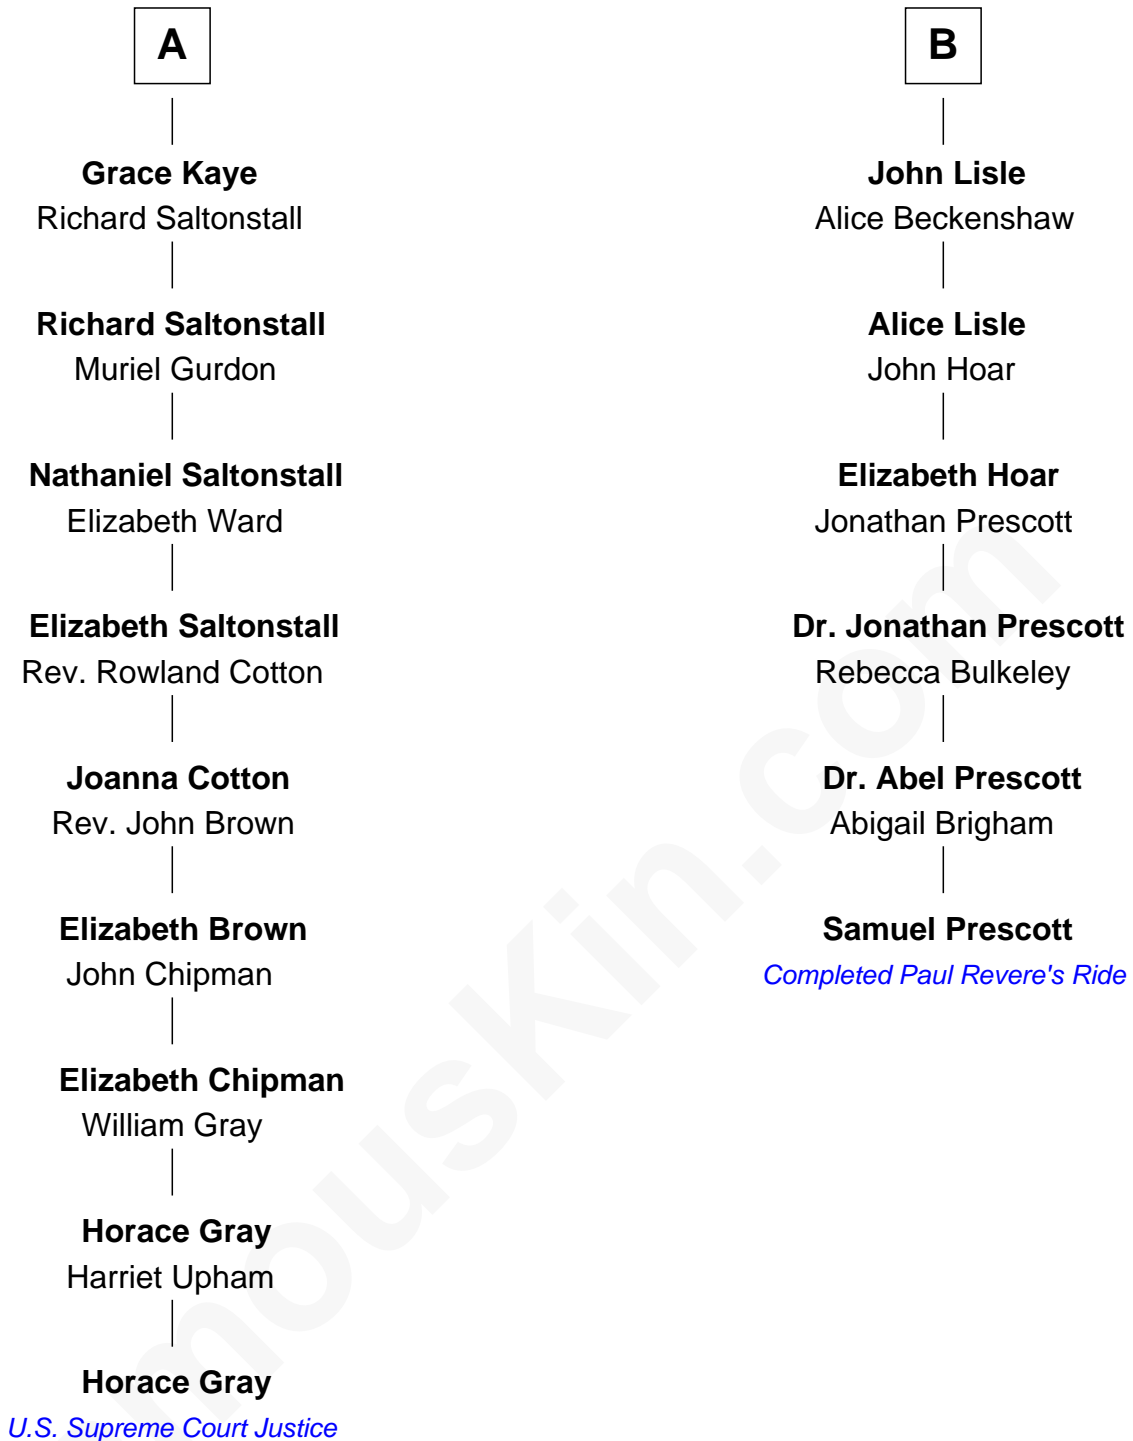 A
Grace Kaye
Richard Saltonstall
Richard Saltonstall
Muriel Gurdon
Nathaniel Saltonstall
Elizabeth Ward
Elizabeth Saltonstall
Rev. Rowland Cotton
Joanna Cotton
Rev. John Brown
Elizabeth Brown
John Chipman
Elizabeth Chipman
William Gray
Horace Gray
Harriet Upham
Horace Gray
U.S. Supreme Court Justice
B
John Lisle
Alice Beckenshaw
Alice Lisle
John Hoar
Elizabeth Hoar
Jonathan Prescott
Dr. Jonathan Prescott
Rebecca Bulkeley
Dr. Abel Prescott
Abigail Brigham
Samuel Prescott
Completed Paul Revere's Ride
mousKin.com